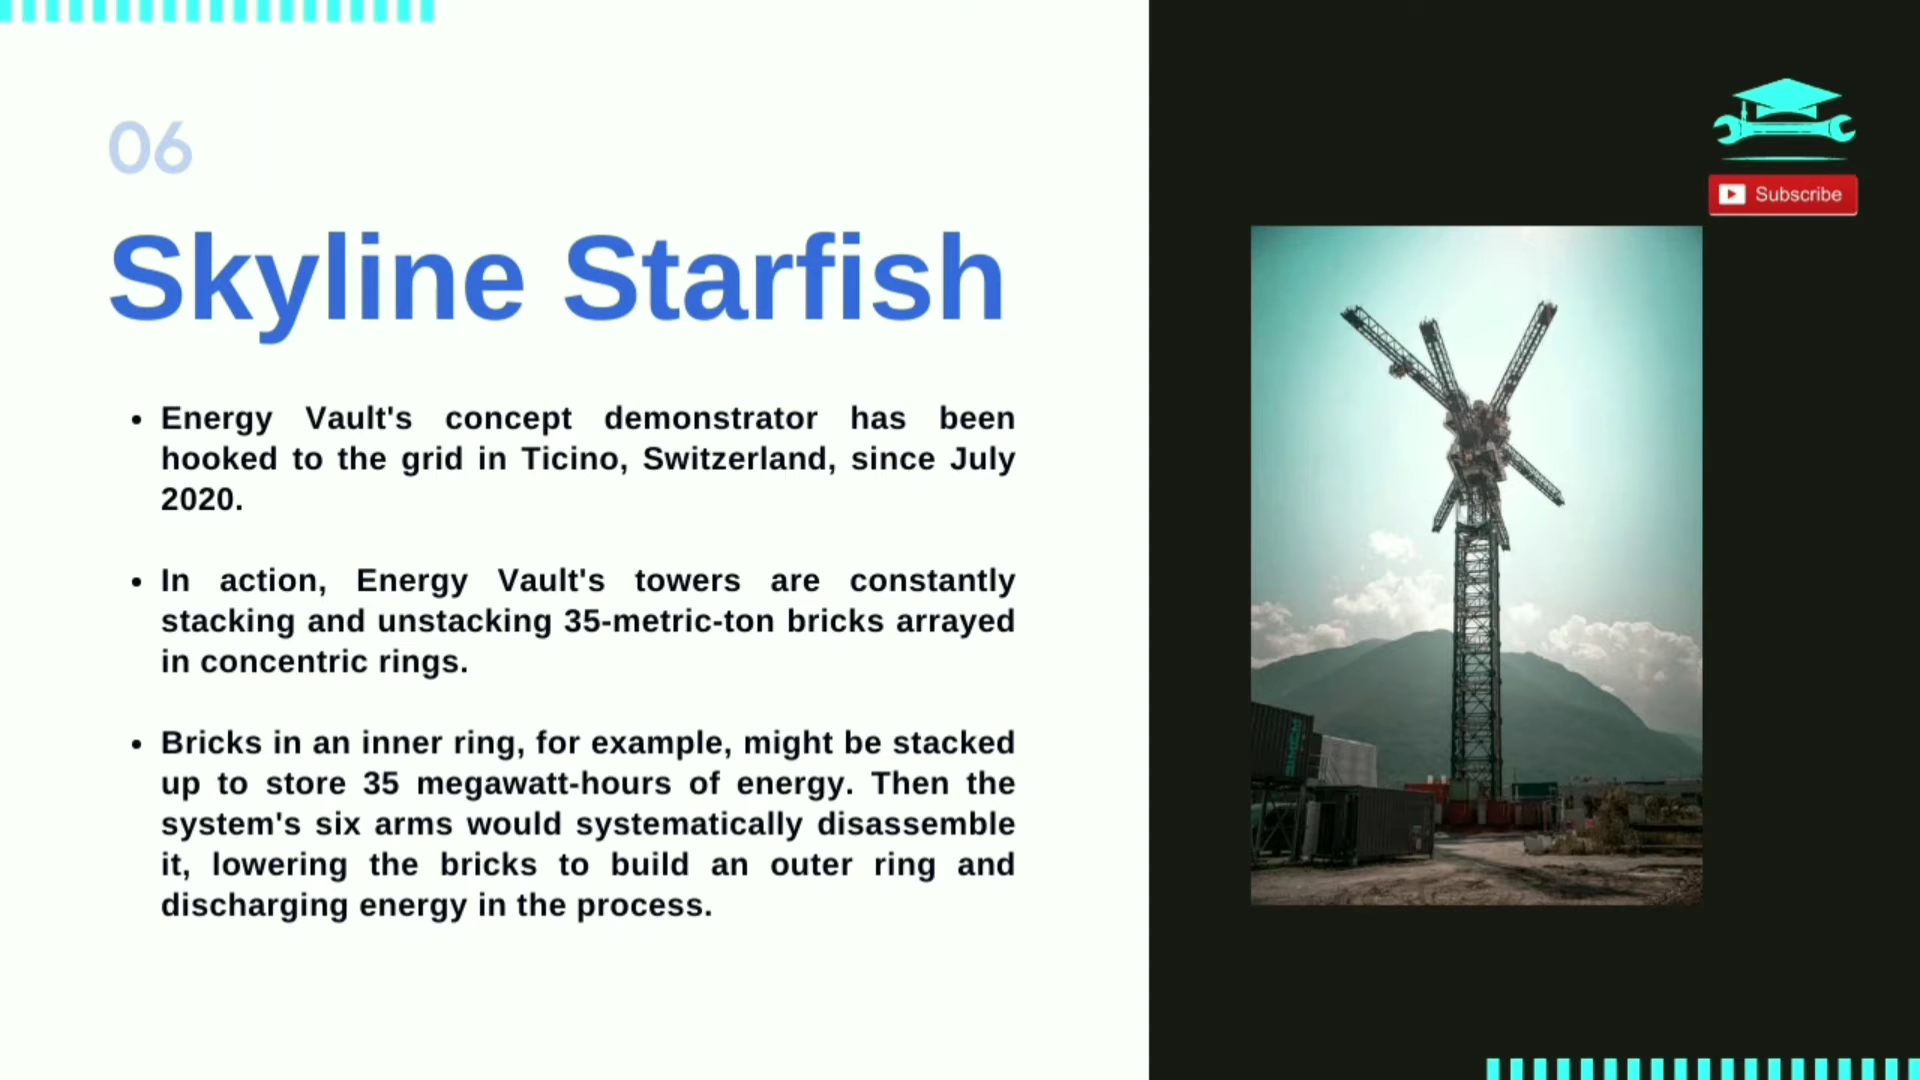 06
Skyline Starfish
• Energy Vault's concept demonstrator has been
hooked to the grid in Ticino, Switzerland, since July
2020.
• In action, Energy Vault's towers are constantly
stacking and unstacking 35-metric-ton bricks arrayed
in concentric rings.
• Bricks in an inner ring, for example, might be stacked
up to store 35 megawatt-hours of energy. Then the
system's six arms would systematically disassemble
it, lowering the bricks to build an outer ring and
discharging energy in the process.
Subscribe